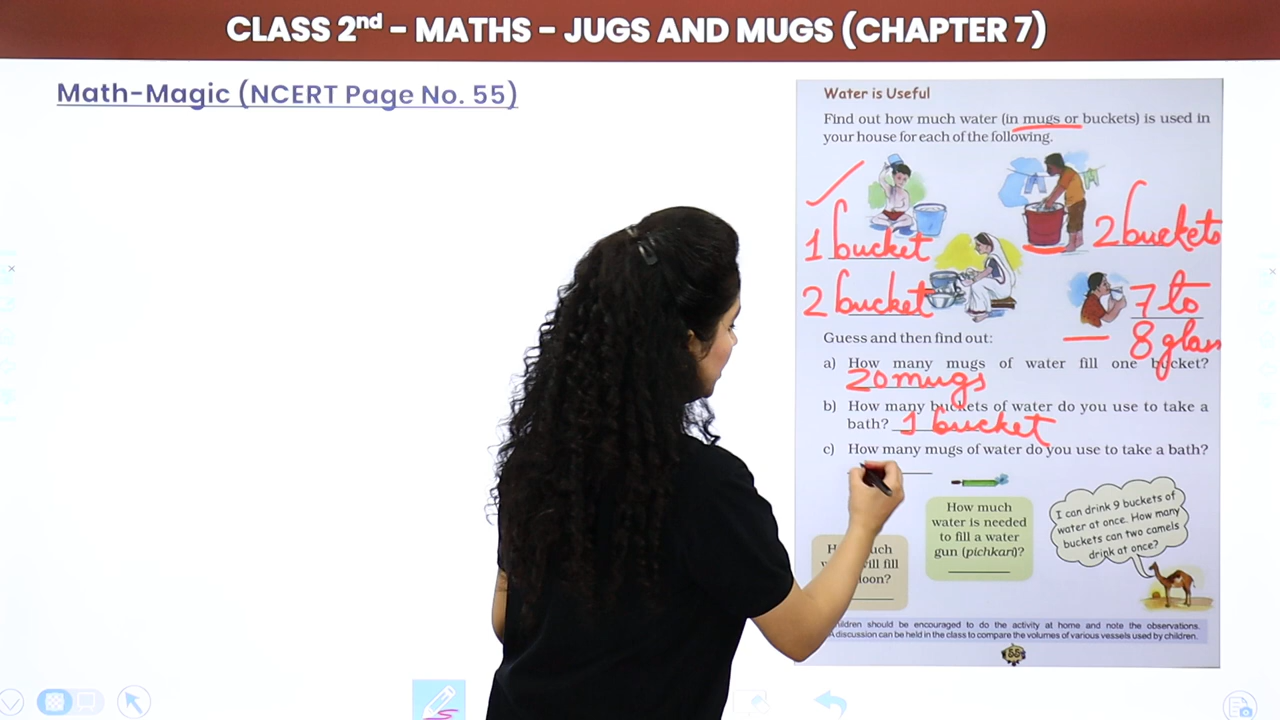 CLASS 2nd - MATHS - JUGS AND MUGS (CHAPTER 7)
Math-Magic (NCERT Page No. 55)
Water is Useful
Find out how much water (in mugs or buckets) is used in
your house for each of the following.
1 bucket
2 buckets
2 bucket
7 to
8 glass
Guess and then find out:
a) How many mugs of water fill one bucket?
20 mugs
b) How many buckets of water do you use to take a
bath? 1 bucket
c) How many mugs of water do you use to take a bath?
How much
water is needed
to fill a water
gun (pichkari)?
I can drink 9 buckets of
water at once. How many
buckets can two camels
drink at once?
will fill
children should be encouraged to do the activity at home and note the observations.
A discussion can be held in the class to compare the volumes of various vessels used by children.
55